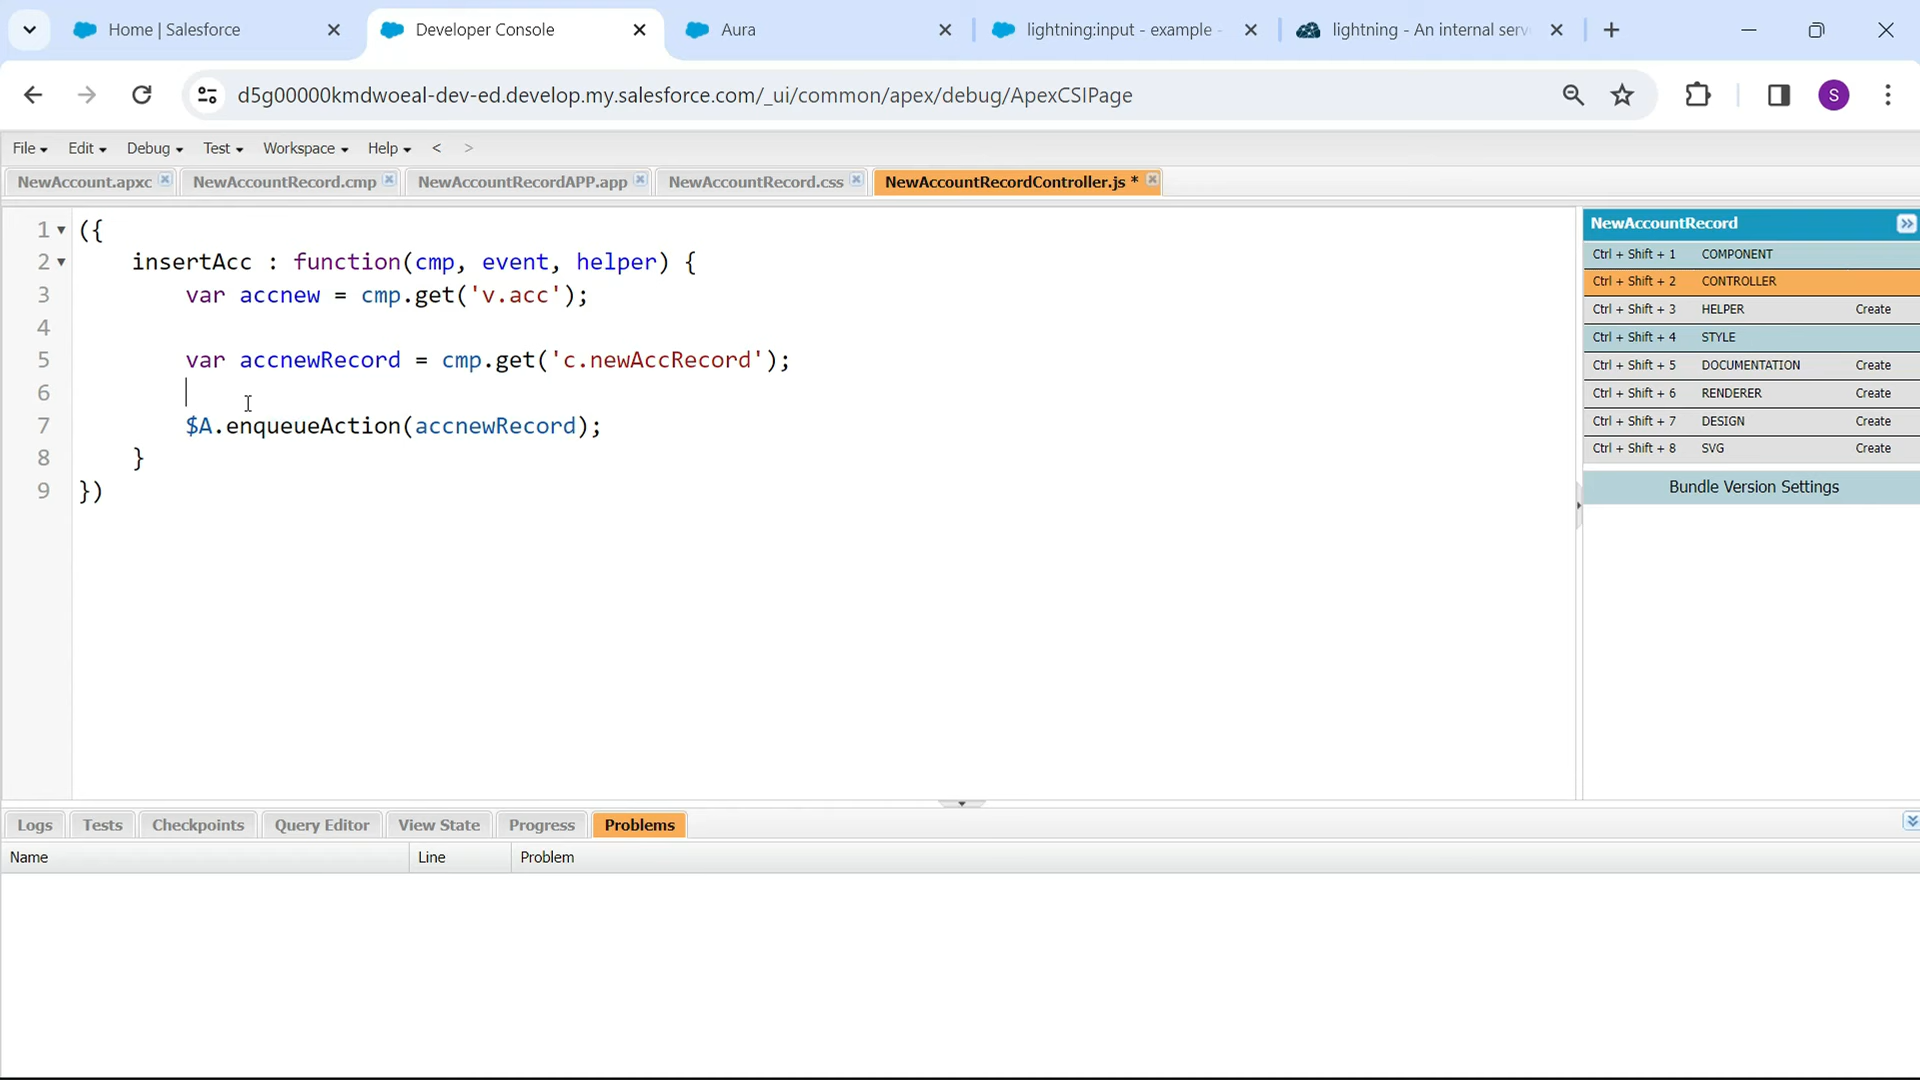 Home | Salesforce
Developer Console
Aura
lightning:input - example -
lightning - An internal serv
d5g00000kmdwoeal-dev-ed.develop.my.salesforce.com/_ui/common/apex/debug/ApexCSIPage
S
File Edit Debug Test Workspace Help < >
NewAccount.apxc
NewAccountRecord.cmp
NewAccountRecordAPP.app
NewAccountRecord.css
NewAccountRecordController.js *
1 ({
2 insertAcc : function(cmp, event, helper) {
3 var accnew = cmp.get('v.acc');
4
5 var accnewRecord = cmp.get('c.newAccRecord');
6
7 $A.enqueueAction(accnewRecord);
8 }
9 })
NewAccountRecord
Ctrl + Shift + 1 COMPONENT
Ctrl + Shift + 2 CONTROLLER
Ctrl + Shift + 3 HELPER Create
Ctrl + Shift + 4 STYLE
Ctrl + Shift + 5 DOCUMENTATION Create
Ctrl + Shift + 6 RENDERER Create
Ctrl + Shift + 7 DESIGN Create
Ctrl + Shift + 8 SVG Create
Bundle Version Settings
Logs Tests Checkpoints Query Editor View State Progress Problems
Name Line Problem